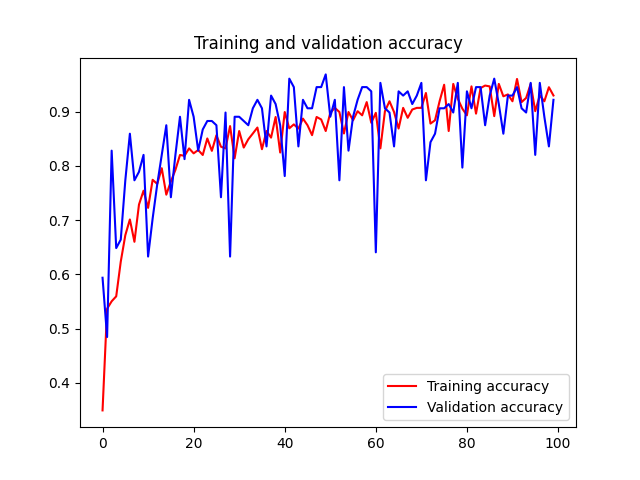 Training and validation accuracy
0.9
0.8
0.7
0.6
0.5
0.4
Training accuracy
Validation accuracy
0 20 40 60 80 100